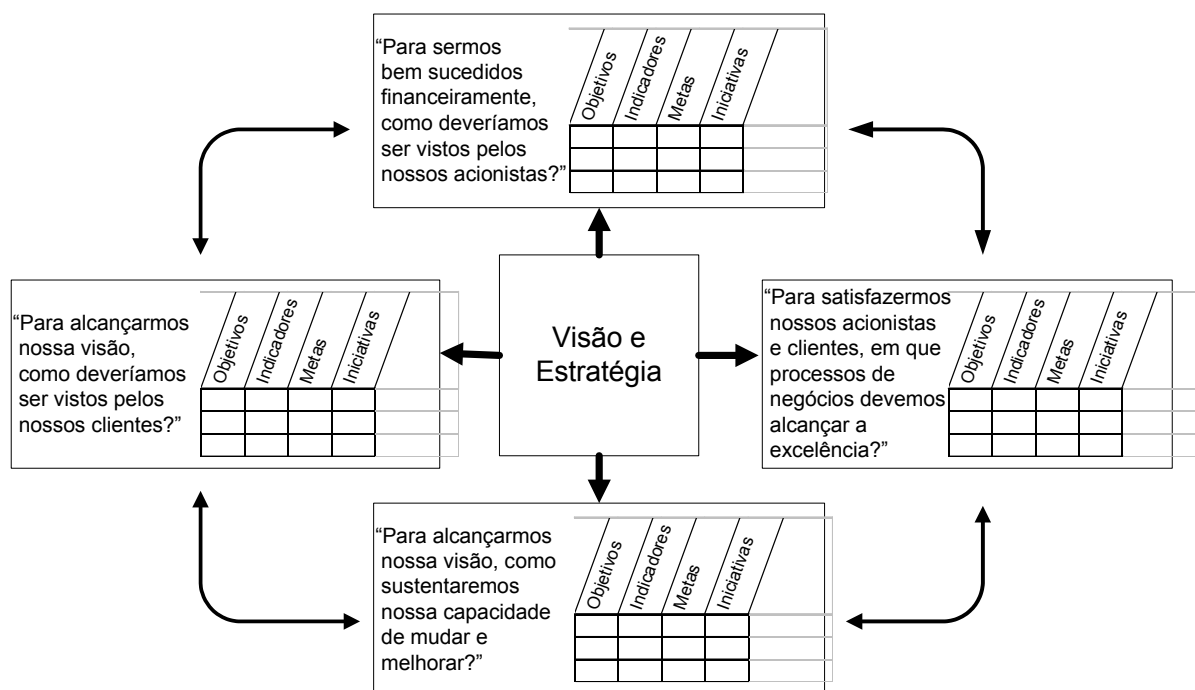 “Para sermos
bem sucedidos
financeiramente,
como deveríamos
ser vistos pelos
nossos acionistas?”
Objetivos
Indicadores
Metas
Iniciativas
“Para alcançarmos
nossa visão,
como deveríamos
ser vistos pelos
nossos clientes?”
Objetivos
Indicadores
Metas
Iniciativas
Visão e
Estratégia
“Para satisfazermos
nossos acionistas
e clientes, em que
processos de
negócios devemos
alcançar a
excelência?”
Objetivos
Indicadores
Metas
Iniciativas
“Para alcançarmos
nossa visão, como
sustentaremos
nossa capacidade
de mudar e
melhorar?”
Objetivos
Indicadores
Metas
Iniciativas